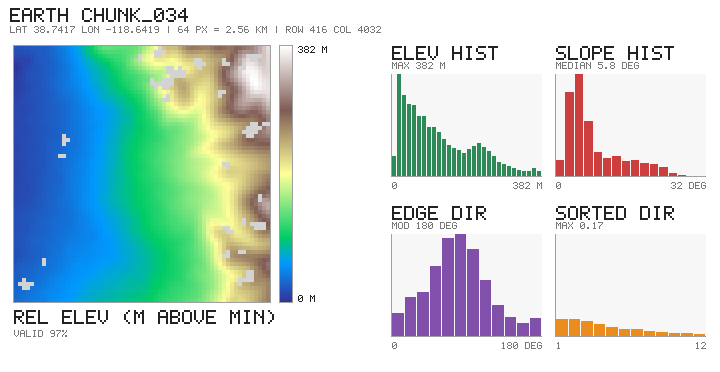 EARTH CHUNK_034
LAT 38.7417 LON -118.6419 | 64 PX = 2.56 KM | ROW 416 COL 4032
382 M
0 M
REL ELEV (M ABOVE MIN)
VALID 97%
ELEV HIST
MAX 382 M
0 382 M
SLOPE HIST
MEDIAN 5.8 DEG
0 32 DEG
EDGE DIR
MOD 180 DEG
0 180 DEG
SORTED DIR
MAX 0.17
1 12